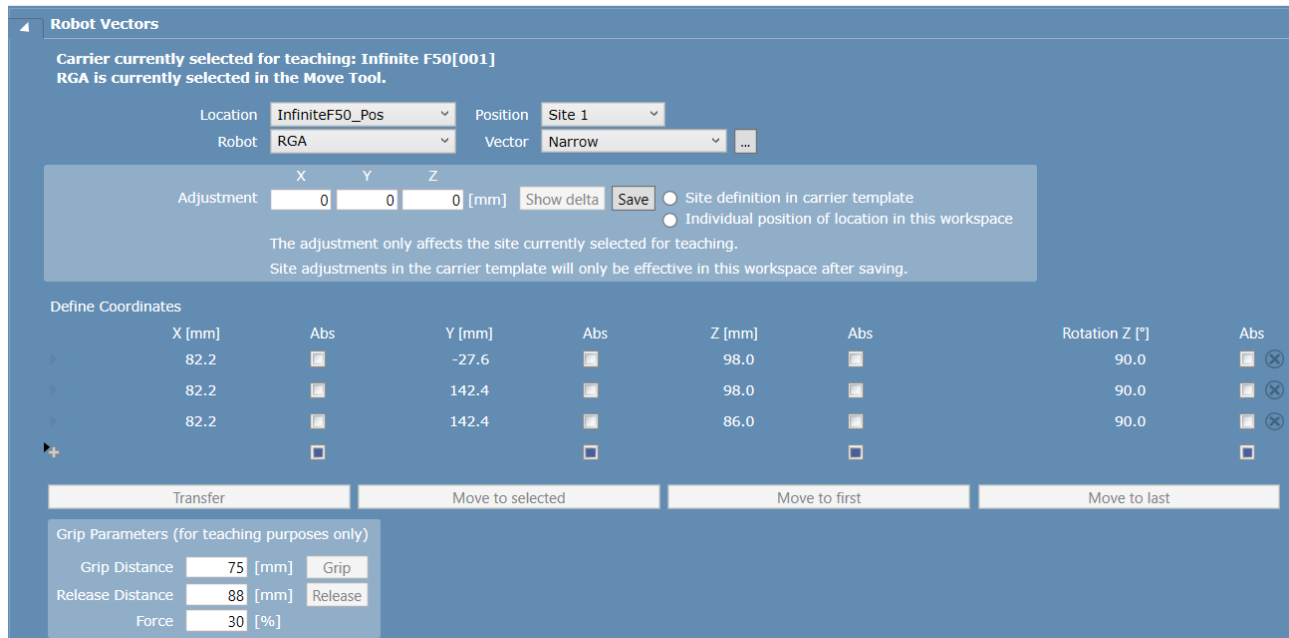 Robot Vectors
Carrier currently selected for teaching: Infinite F50[001]
RGA is currently selected in the Move Tool.
Location InfiniteF50_Pos Position Site 1
Robot RGA Vector Narrow ...
X Y Z
Adjustment 0 0 0 [mm] Show delta Save Site definition in carrier template
Individual position of location in this workspace
The adjustment only affects the site currently selected for teaching.
Site adjustments in the carrier template will only be effective in this workspace after saving.
Define Coordinates
X [mm] Abs Y [mm] Abs Z [mm] Abs Rotation Z [°] Abs
82.2 -27.6 98.0 90.0
82.2 142.4 98.0 90.0
82.2 142.4 86.0 90.0
Transfer Move to selected Move to first Move to last
Grip Parameters (for teaching purposes only)
Grip Distance 75 [mm] Grip
Release Distance 88 [mm] Release
Force 30 [%]